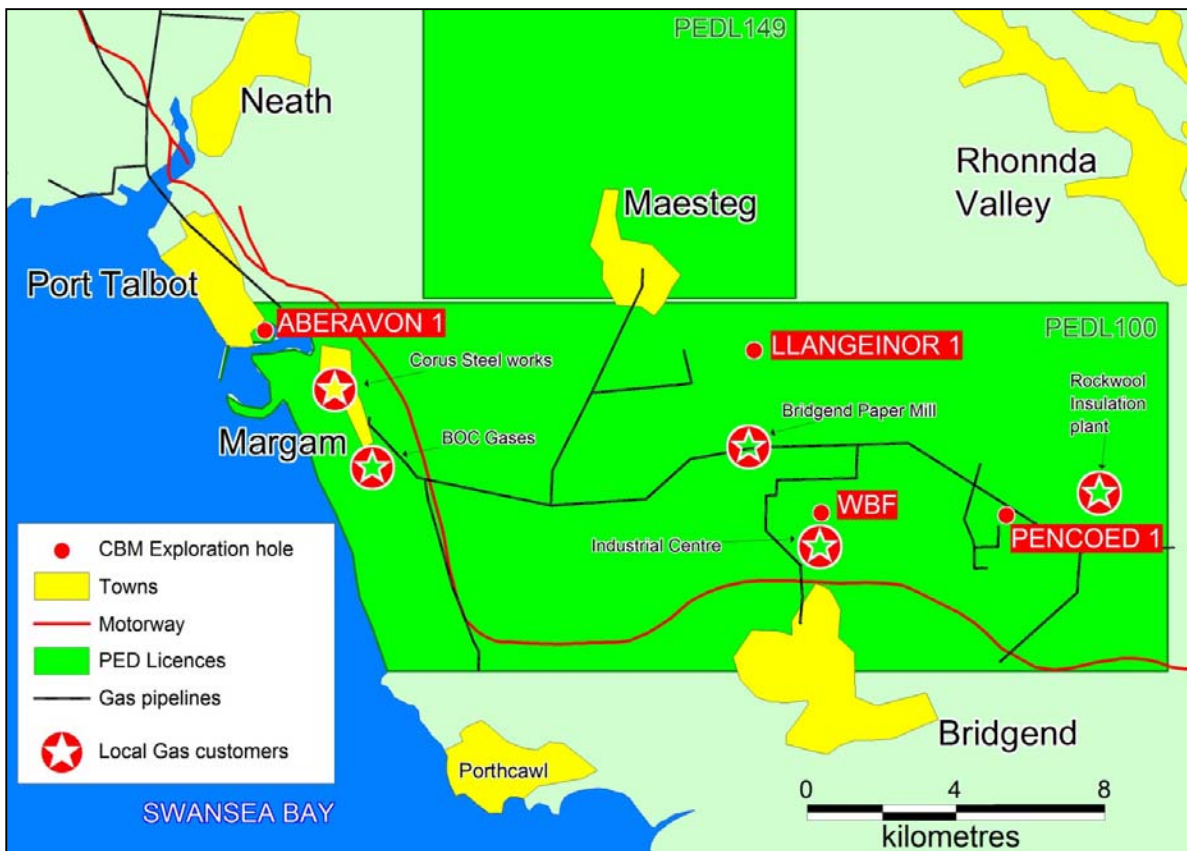 PEDL149
Neath
Rhonnda
Valley
Maesteg
Port Talbot
ABERAVON 1
PEDL100
LLANGEINOR 1
Corus Steel works
Rockwool
Insulation
plant
Bridgend Paper Mill
Margam
BOC Gases
WBF
PENCOED 1
Industrial Centre
CBM Exploration hole
Towns
Motorway
PED Licences
Gas pipelines
Local Gas customers
Bridgend
Porthcawl
SWANSEA BAY
0 4 8
kilometres